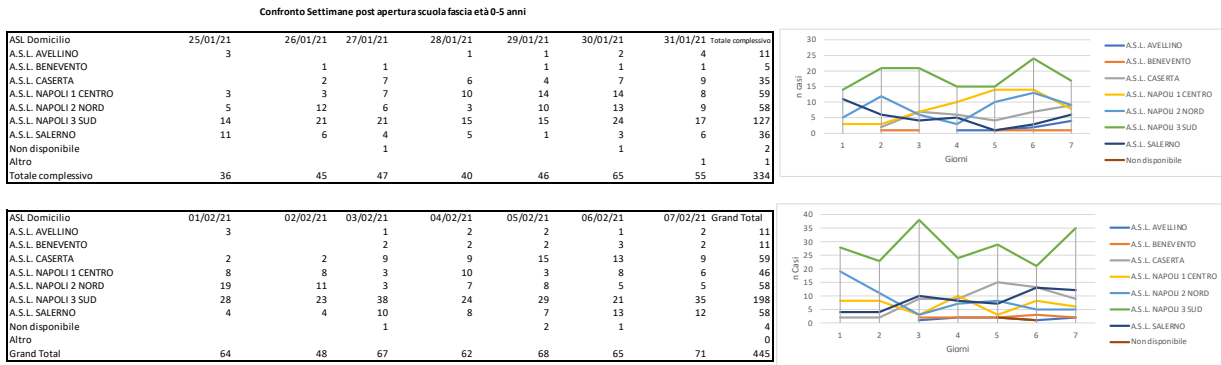 Confronto Settimane post apertura scuola fascia età 0-5 anni
ASL Domicilio 25/01/21 26/01/21 27/01/21 28/01/21 29/01/21 30/01/21 31/01/21 Totale complessivo
A.S.L. AVELLINO 3 1 1 2 4 11
A.S.L. BENEVENTO 1 1 1 1 1 5
A.S.L. CASERTA 2 7 6 4 7 9 35
A.S.L. NAPOLI 1 CENTRO 3 3 7 10 14 14 8 59
A.S.L. NAPOLI 2 NORD 5 12 6 3 10 13 9 58
A.S.L. NAPOLI 3 SUD 14 21 21 15 15 24 17 127
A.S.L. SALERNO 11 6 4 5 1 3 6 36
Non disponibile 1 1 2
Altro 1 1
Totale complessivo 36 45 47 40 46 65 55 334
30
25
20
15
10
5
0
n casi
1 2 3 4 5 6 7
Giorni
A.S.L. AVELLINO
A.S.L. BENEVENTO
A.S.L. CASERTA
A.S.L. NAPOLI 1 CENTRO
A.S.L. NAPOLI 2 NORD
A.S.L. NAPOLI 3 SUD
A.S.L. SALERNO
Non disponibile
ASL Domicilio 01/02/21 02/02/21 03/02/21 04/02/21 05/02/21 06/02/21 07/02/21 Grand Total
A.S.L. AVELLINO 3 1 2 2 1 2 11
A.S.L. BENEVENTO 2 2 2 3 2 11
A.S.L. CASERTA 2 2 9 9 15 13 9 59
A.S.L. NAPOLI 1 CENTRO 8 8 3 10 3 8 6 46
A.S.L. NAPOLI 2 NORD 19 11 3 7 8 5 5 58
A.S.L. NAPOLI 3 SUD 28 23 38 24 29 21 35 198
A.S.L. SALERNO 4 4 10 8 7 13 12 58
Non disponibile 1 2 1 4
Altro 0
Grand Total 64 48 67 62 68 65 71 445
40
35
30
25
20
15
10
5
0
n Casi
1 2 3 4 5 6 7
Giorni
A.S.L. AVELLINO
A.S.L. BENEVENTO
A.S.L. CASERTA
A.S.L. NAPOLI 1 CENTRO
A.S.L. NAPOLI 2 NORD
A.S.L. NAPOLI 3 SUD
A.S.L. SALERNO
Non disponibile